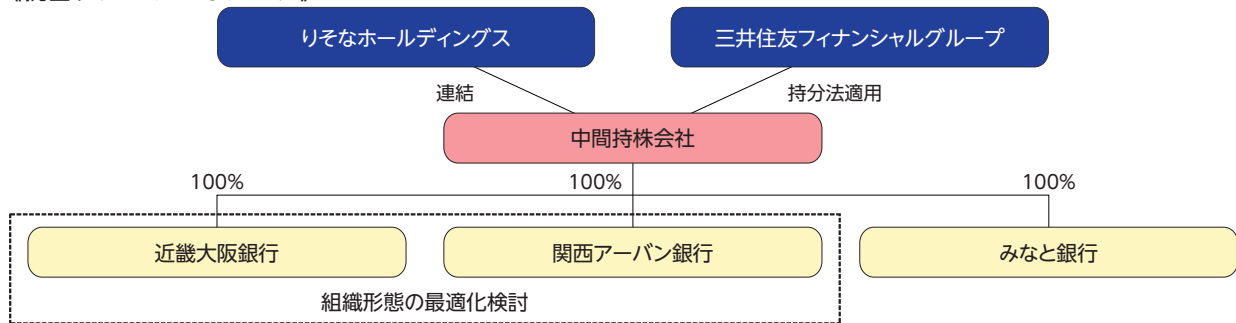 りそなホールディングス
三井住友フィナンシャルグループ
連結
持分法適用
中間持株会社
100%
100%
100%
近畿大阪銀行
関西アーバン銀行
みなと銀行
組織形態の最適化検討